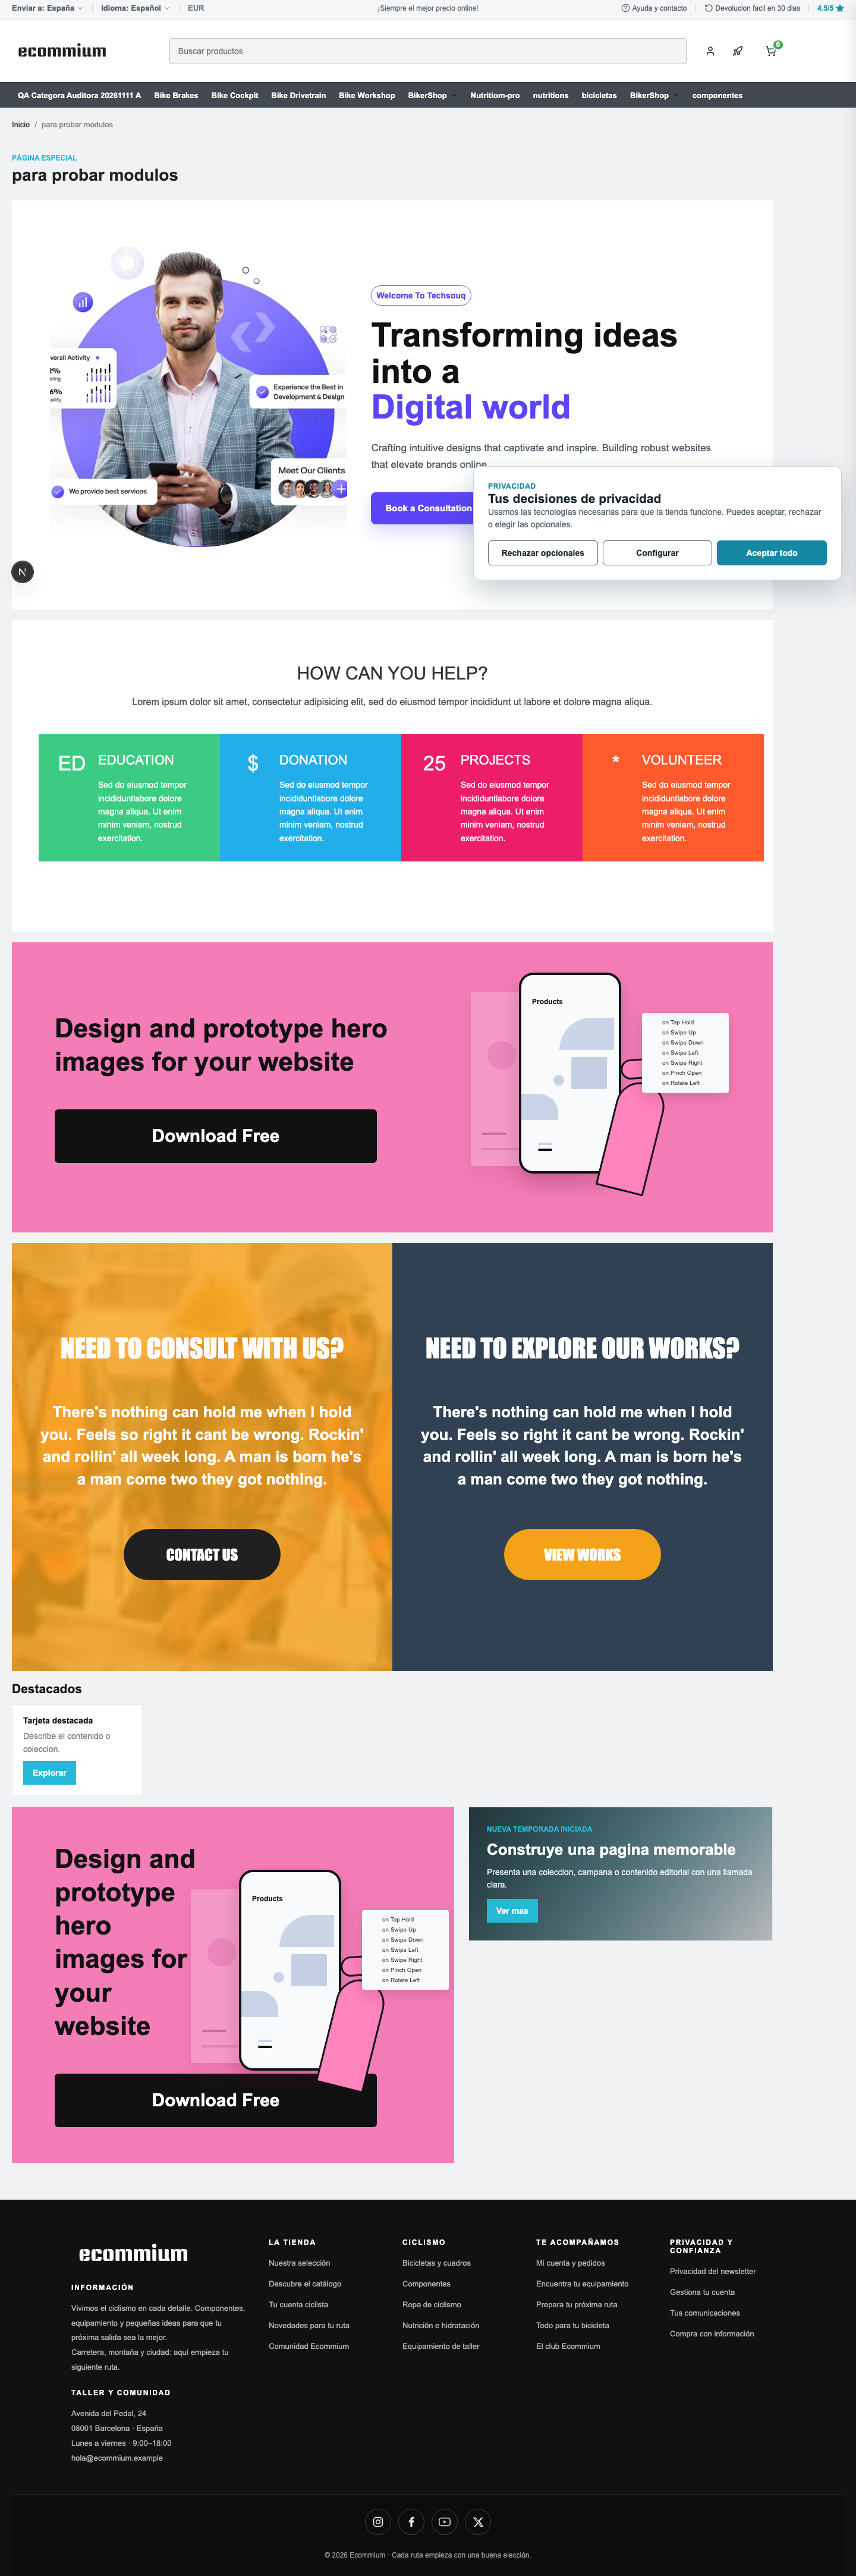 Enviar a: España
Idioma: Español
EUR
¡Siempre el mejor precio online!
Ayuda y contacto
Devolucion facil en 30 dias
4.5/5
ecommium
Buscar productos
0
QA Categora Auditora 20261111 A
Bike Brakes
Bike Cockpit
Bike Drivetrain
Bike Workshop
BikerShop
Nutritiom-pro
nutritions
bicicletas
BikerShop
componentes
Inicio / para probar modulos
PÁGINA ESPECIAL
para probar modulos
verall Activity
Experience the Best in
Development & Design
Meet Our Clients
We provide best services
Welcome To Techsouq
Transforming ideas
into a
Digital world
Crafting intuitive designs that captivate and inspire. Building robust websites
that elevate brands online
Book a Consultation
PRIVACIDAD
Tus decisiones de privacidad
Usamos las tecnologías necesarias para que la tienda funcione. Puedes aceptar, rechazar
o elegir las opcionales.
Rechazar opcionales
Configurar
Aceptar todo
N
HOW CAN YOU HELP?
Lorem ipsum dolor sit amet, consectetur adipisicing elit, sed do eiusmod tempor incididunt ut labore et dolore magna aliqua.
ED
EDUCATION
Sed do eiusmod tempor
incididuntlabore dolore
magna aliqua. Ut enim
minim veniam, nostrud
exercitation.
$
DONATION
Sed do eiusmod tempor
incididuntlabore dolore
magna aliqua. Ut enim
minim veniam, nostrud
exercitation.
25
PROJECTS
Sed do eiusmod tempor
incididuntlabore dolore
magna aliqua. Ut enim
minim veniam, nostrud
exercitation.
*
VOLUNTEER
Sed do eiusmod tempor
incididuntlabore dolore
magna aliqua. Ut enim
minim veniam, nostrud
exercitation.
Design and prototype hero
images for your website
Download Free
Products
on Tap Hold
on Swipe Up
on Swipe Down
on Swipe Left
on Swipe Right
on Pinch Open
on Rotate Left
NEED TO CONSULT WITH US?
There's nothing can hold me when I hold
you. Feels so right it cant be wrong. Rockin'
and rollin' all week long. A man is born he's
a man come two they got nothing.
CONTACT US
NEED TO EXPLORE OUR WORKS?
There's nothing can hold me when I hold
you. Feels so right it cant be wrong. Rockin'
and rollin' all week long. A man is born he's
a man come two they got nothing.
VIEW WORKS
Destacados
Tarjeta destacada
Describe el contenido o
coleccion.
Explorar
Design and
prototype
hero
images for
your
website
Download Free
Products
on Tap Hold
on Swipe Up
on Swipe Down
on Swipe Left
on Swipe Right
on Pinch Open
on Rotate Left
NUEVA TEMPORADA INICIADA
Construye una pagina memorable
Presenta una coleccion, campana o contenido editorial con una llamada
clara.
Ver mas
ecommium
INFORMACIÓN
Vivimos el ciclismo en cada detalle. Componentes,
equipamiento y pequeñas ideas para que tu
próxima salida sea la mejor.
Carretera, montaña y ciudad: aquí empieza tu
siguiente ruta.
TALLER Y COMUNIDAD
Avenida del Pedal, 24
08001 Barcelona · España
Lunes a viernes · 9:00–18:00
hola@ecommium.example
LA TIENDA
Nuestra selección
Descubre el catálogo
Tu cuenta ciclista
Novedades para tu ruta
Comunidad Ecommium
CICLISMO
Bicicletas y cuadros
Componentes
Ropa de ciclismo
Nutrición e hidratación
Equipamiento de taller
TE ACOMPAÑAMOS
Mi cuenta y pedidos
Encuentra tu equipamiento
Prepara tu próxima ruta
Todo para tu bicicleta
El club Ecommium
PRIVACIDAD Y
CONFIANZA
Privacidad del newsletter
Gestiona tu cuenta
Tus comunicaciones
Compra con información
© 2026 Ecommium · Cada ruta empieza con una buena elección.